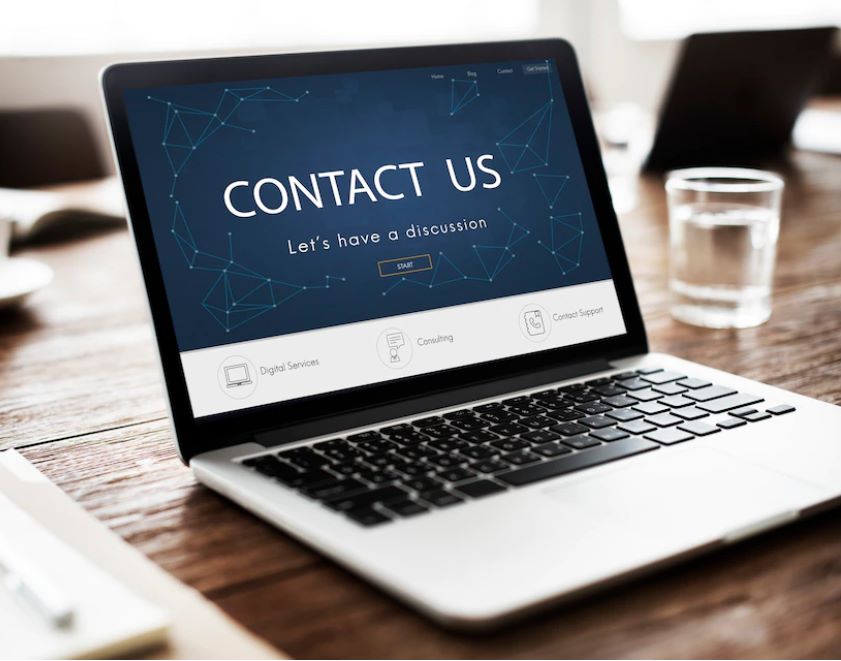 Home Blog Contact Get Started
CONTACT US
Let's have a discussion
START
Digital Services
Consulting
Contact Support